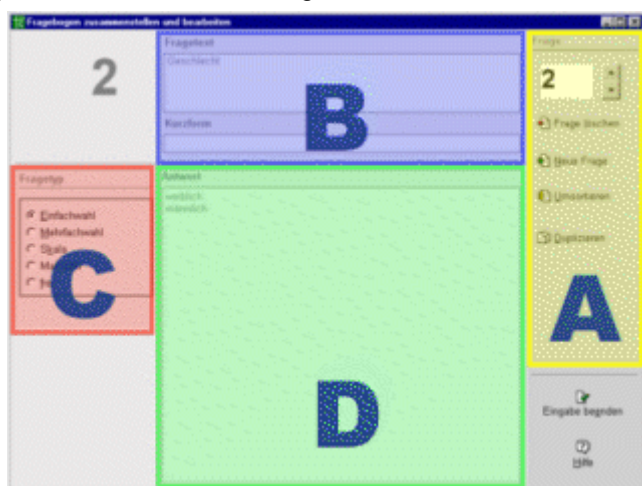 Fragebogen zusammenstellen und bearbeiten
2
Fragetext
Geschlecht
B
Kurzform
Frage
2
Frage löschen
Neue Frage
Umsortieren
Duplizieren
A
Fragetyp
Einfachwahl
Mehrfachwahl
Skala
C
Antwort
weiblich
männlich
D
Eingabe beenden
Hilfe